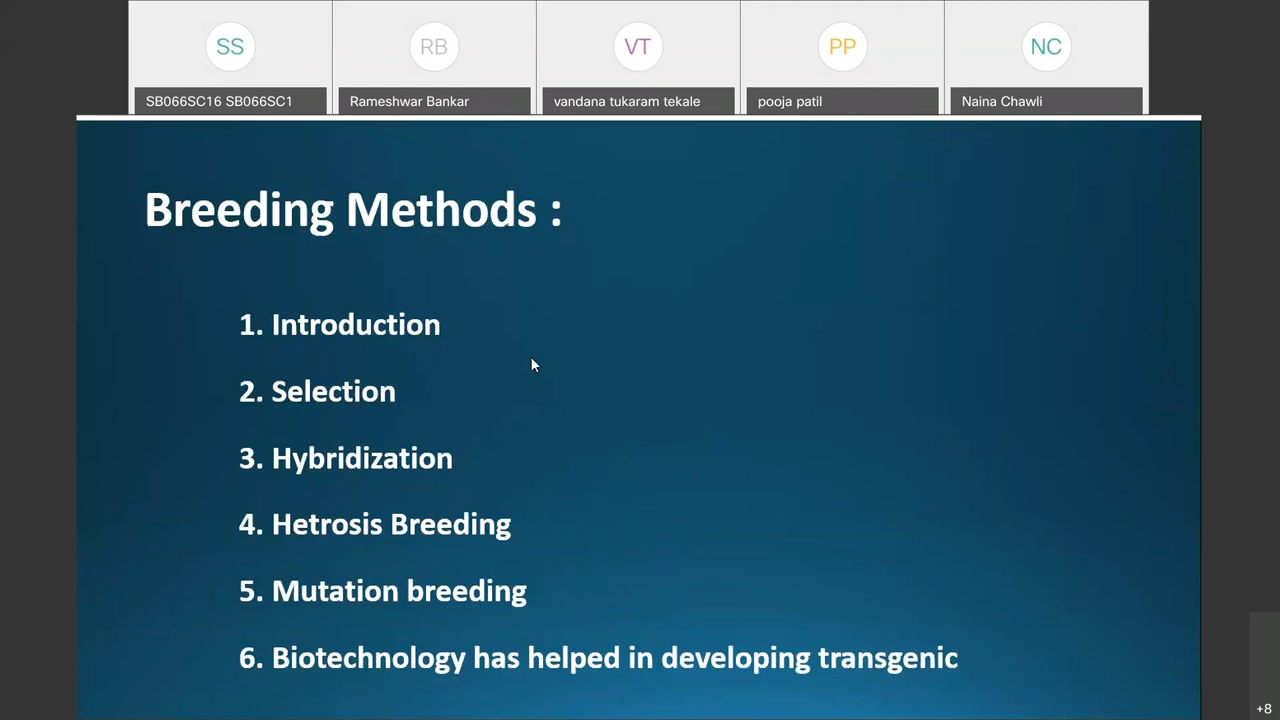 SS RB VT PP NC
SB066SC16 SB066SC1 Rameshwar Bankar vandana tukaram tekale pooja patil Naina Chawli
Breeding Methods :
1. Introduction
2. Selection
3. Hybridization
4. Hetrosis Breeding
5. Mutation breeding
6. Biotechnology has helped in developing transgenic
+8